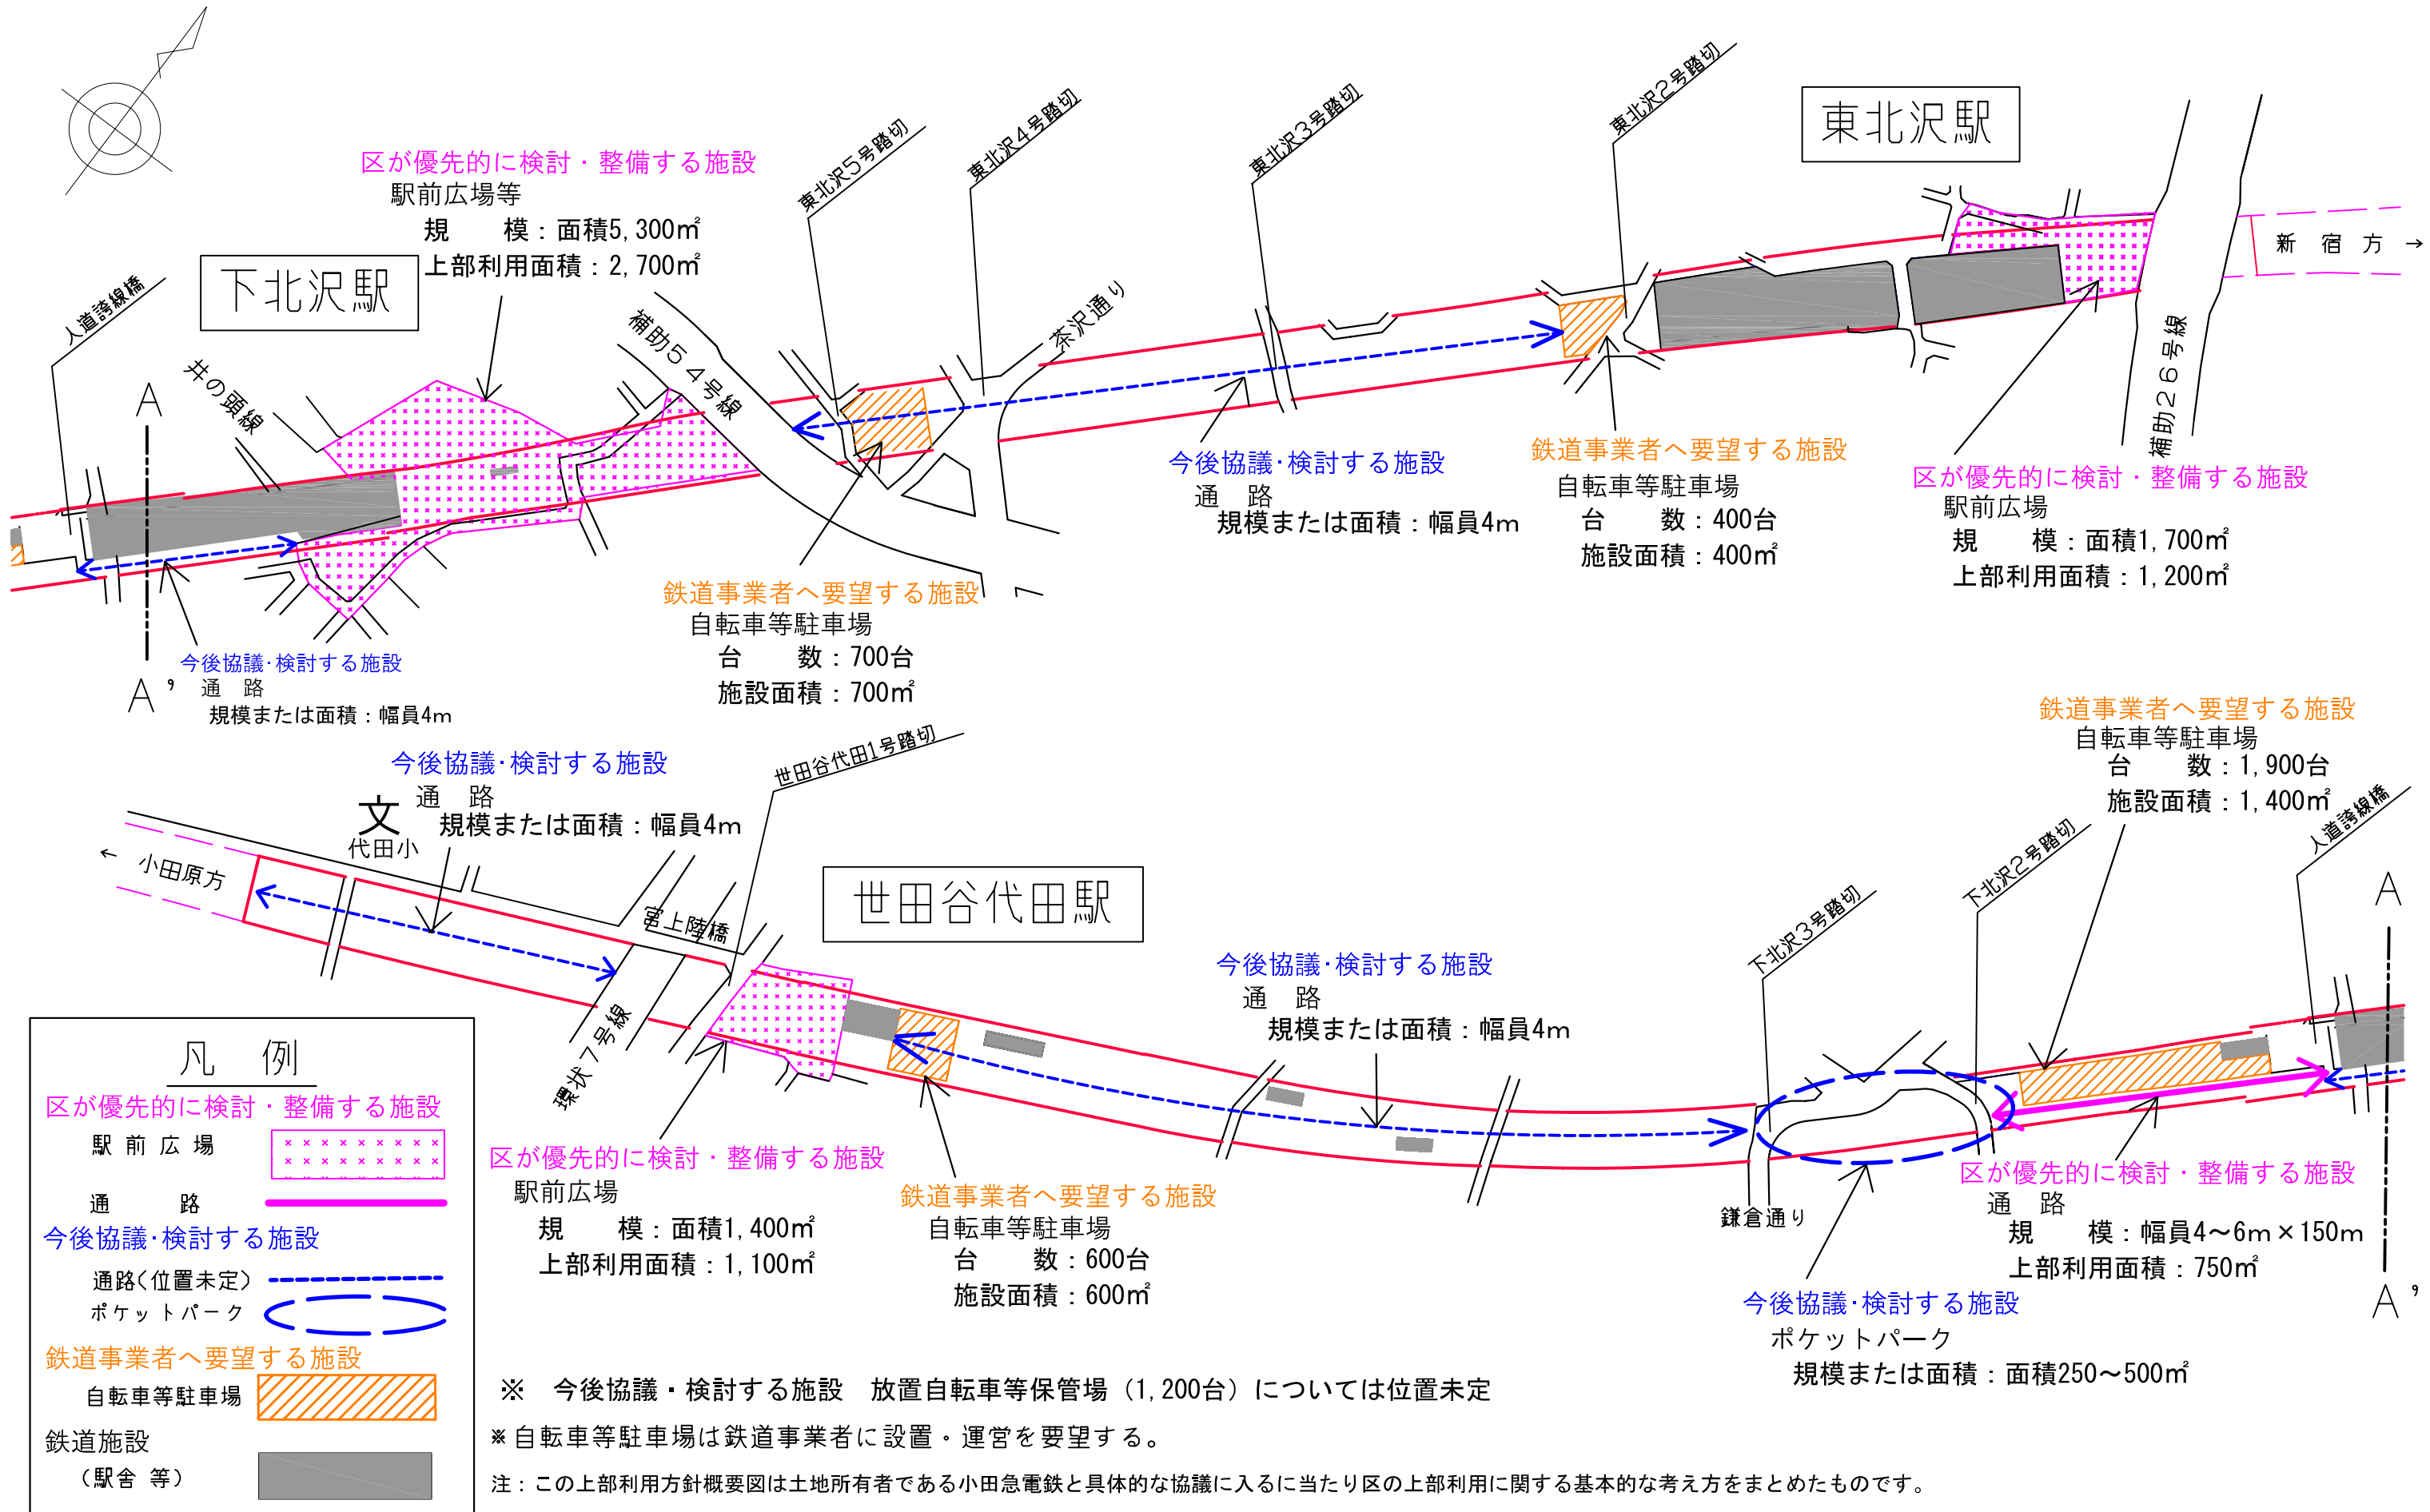 区が優先的に検討・整備する施設
駅前広場等
規　模：面積5,300㎡
上部利用面積：2,700㎡
下北沢駅
人道誇線橋
井の頭線
補助５４号線
東北沢5号踏切
東北沢4号踏切
茶沢通り
東北沢3号踏切
東北沢2号踏切
東北沢駅
新宿方 →
補助２６号線
A
A'
今後協議･検討する施設
通　路
規模または面積：幅員4m
鉄道事業者へ要望する施設
自転車等駐車場
台　数：700台
施設面積：700㎡
今後協議･検討する施設
通　路
規模または面積：幅員4m
鉄道事業者へ要望する施設
自転車等駐車場
台　数：400台
施設面積：400㎡
区が優先的に検討・整備する施設
駅前広場
規　模：面積1,700㎡
上部利用面積：1,200㎡
今後協議･検討する施設
通　路
規模または面積：幅員4m
文
代田小
← 小田原方
宮上陸橋
環状7号線
世田谷代田1号踏切
世田谷代田駅
今後協議･検討する施設
通　路
規模または面積：幅員4m
下北沢3号踏切
下北沢2号踏切
鉄道事業者へ要望する施設
自転車等駐車場
台　数：1,900台
施設面積：1,400㎡
人道誇線橋
A
A'
区が優先的に検討・整備する施設
駅前広場
規　模：面積1,400㎡
上部利用面積：1,100㎡
鉄道事業者へ要望する施設
自転車等駐車場
台　数：600台
施設面積：600㎡
鎌倉通り
区が優先的に検討・整備する施設
通　路
規　模：幅員4～6m×150m
上部利用面積：750㎡
今後協議･検討する施設
ポケットパーク
規模または面積：面積250～500㎡
凡　例
区が優先的に検討・整備する施設
駅前広場
通　路
今後協議･検討する施設
通路(位置未定)
ポケットパーク
鉄道事業者へ要望する施設
自転車等駐車場
鉄道施設
（駅舎 等）
※　今後協議・検討する施設　放置自転車等保管場（1,200台）については位置未定
※自転車等駐車場は鉄道事業者に設置・運営を要望する。
注：この上部利用方針概要図は土地所有者である小田急電鉄と具体的な協議に入るに当たり区の上部利用に関する基本的な考え方をまとめたものです。